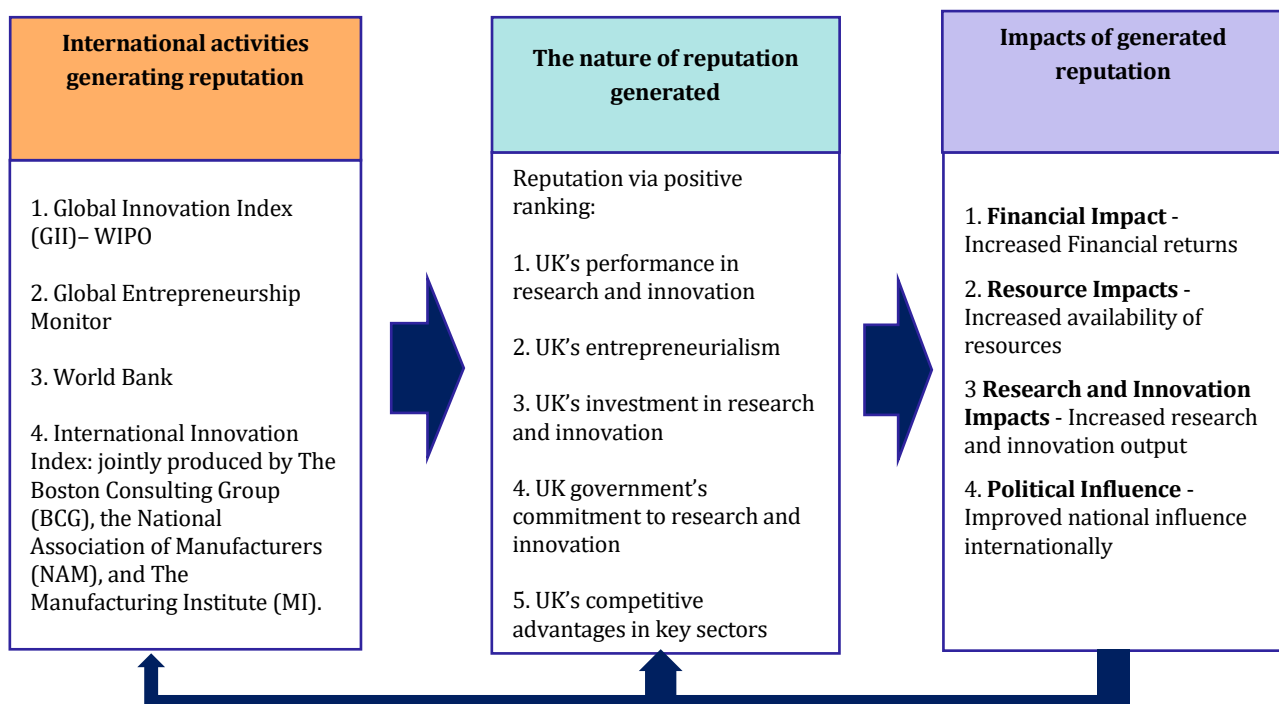 International activities
generating reputation
1. Global Innovation Index
(GII)– WIPO
2. Global Entrepreneurship
Monitor
3. World Bank
4. International Innovation
Index: jointly produced by The
Boston Consulting Group
(BCG), the National
Association of Manufacturers
(NAM), and The
Manufacturing Institute (MI).
The nature of reputation
generated
Reputation via positive
ranking:
1. UK’s performance in
research and innovation
2. UK’s entrepreneurialism
3. UK’s investment in research
and innovation
4. UK government’s
commitment to research and
innovation
5. UK’s competitive
advantages in key sectors
Impacts of generated
reputation
1. Financial Impact -
Increased Financial returns
2. Resource Impacts -
Increased availability of
resources
3 Research and Innovation
Impacts - Increased research
and innovation output
4. Political Influence -
Improved national influence
internationally